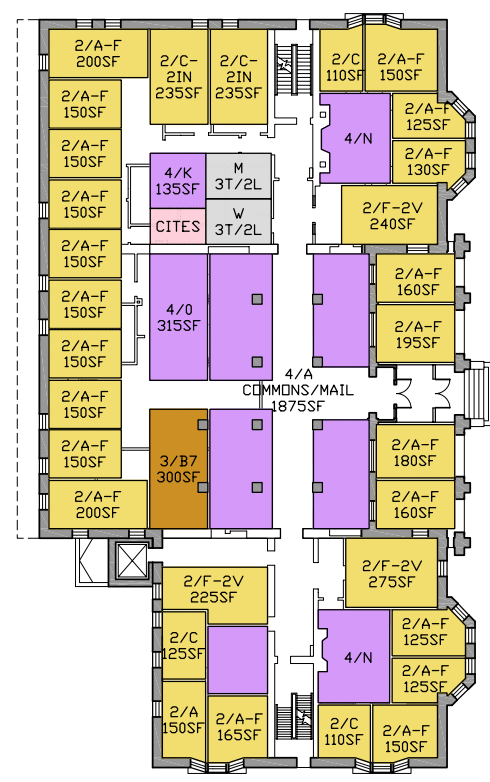 2/A-F
200SF
2/C-
2IN
235SF
2/C-
2IN
235SF
2/C
110SF
2/A-F
150SF
2/A-F
150SF
2/A-F
125SF
4/N
2/A-F
150SF
2/A-F
130SF
4/K
135SF
M
3T/2L
2/A-F
150SF
CITES
W
3T/2L
2/F-2V
240SF
2/A-F
150SF
2/A-F
160SF
2/A-F
150SF
4/O
315SF
2/A-F
195SF
2/A-F
150SF
4/A
COMMONS/MAIL
1875SF
2/A-F
150SF
2/A-F
150SF
3/B7
300SF
2/A-F
180SF
2/A-F
200SF
2/A-F
160SF
2/F-2V
225SF
2/F-2V
275SF
2/C
125SF
2/A-F
125SF
4/N
2/A-F
125SF
2/A
150SF
2/A-F
165SF
2/C
110SF
2/A-F
150SF